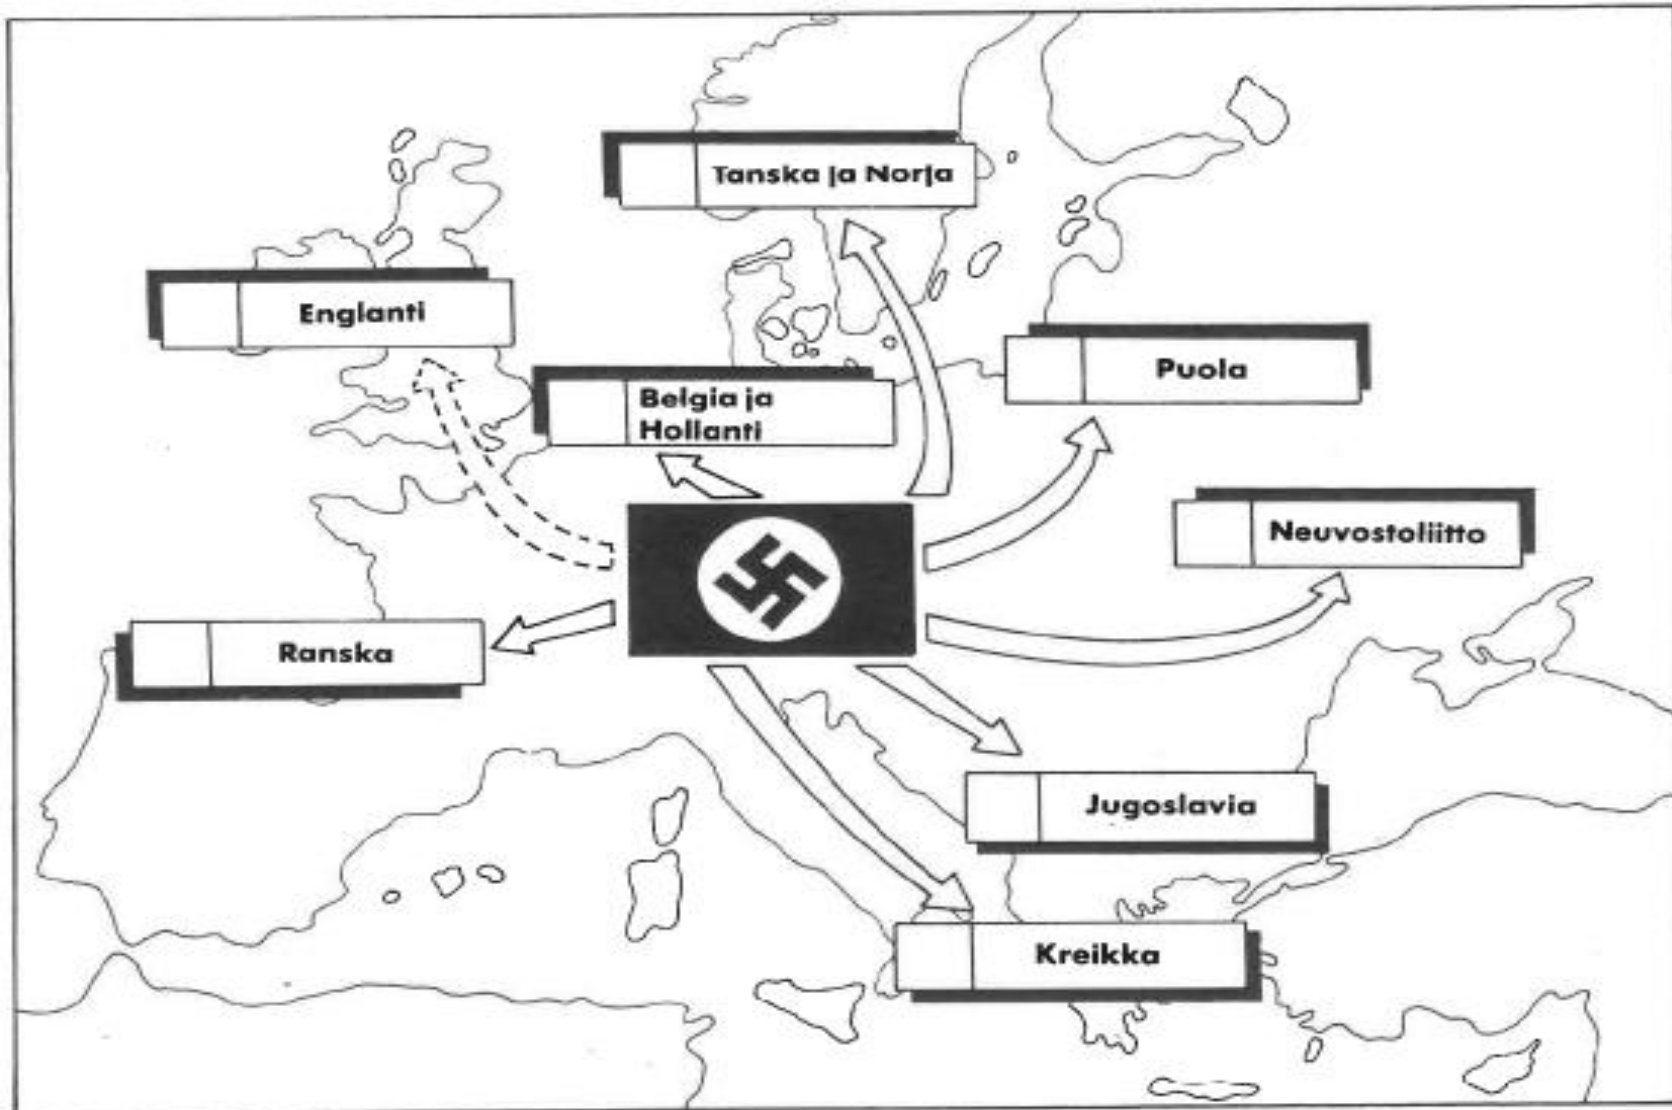 Tanska ja Norja
Englanti
Puola
Belgia ja
Hollanti
Neuvostoliitto
Ranska
Jugoslavia
Kreikka